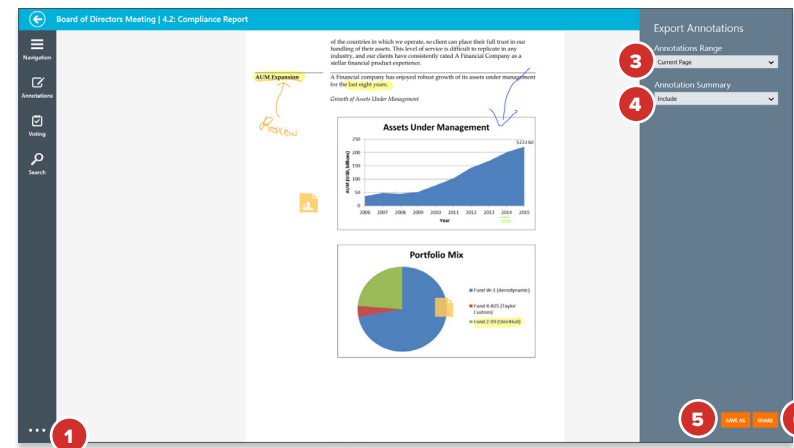 Board of Directors Meeting | 4.2: Compliance Report
Navigation
Annotations
Voting
Search
...
1
of the countries in which we operate, so client can place their full trust in our
handling of their assets. This level of service is difficult to replicate in any
industry, and our clients have consistently rated A Financial Company as a
stellar financial product experience.
AUM Expansion
A Financial company has enjoyed robust growth of its assets under management
for the last eight years.
Growth of Assets Under Management
Review
Assets Under Management
$223 bil
AUM (USD, billions)
250
200
150
100
50
0
2006 2007 2008 2009 2010 2011 2012 2013 2014 2015
Year
Portfolio Mix
Fund W-1 (Aerodynamic)
Fund X-825 (Taylor
Custom)
Fund Z-99 (SteelHull)
Export Annotations
Annotations Range
3
Current Page
Annotation Summary
4
Include
5
SAVE AS
SHARE